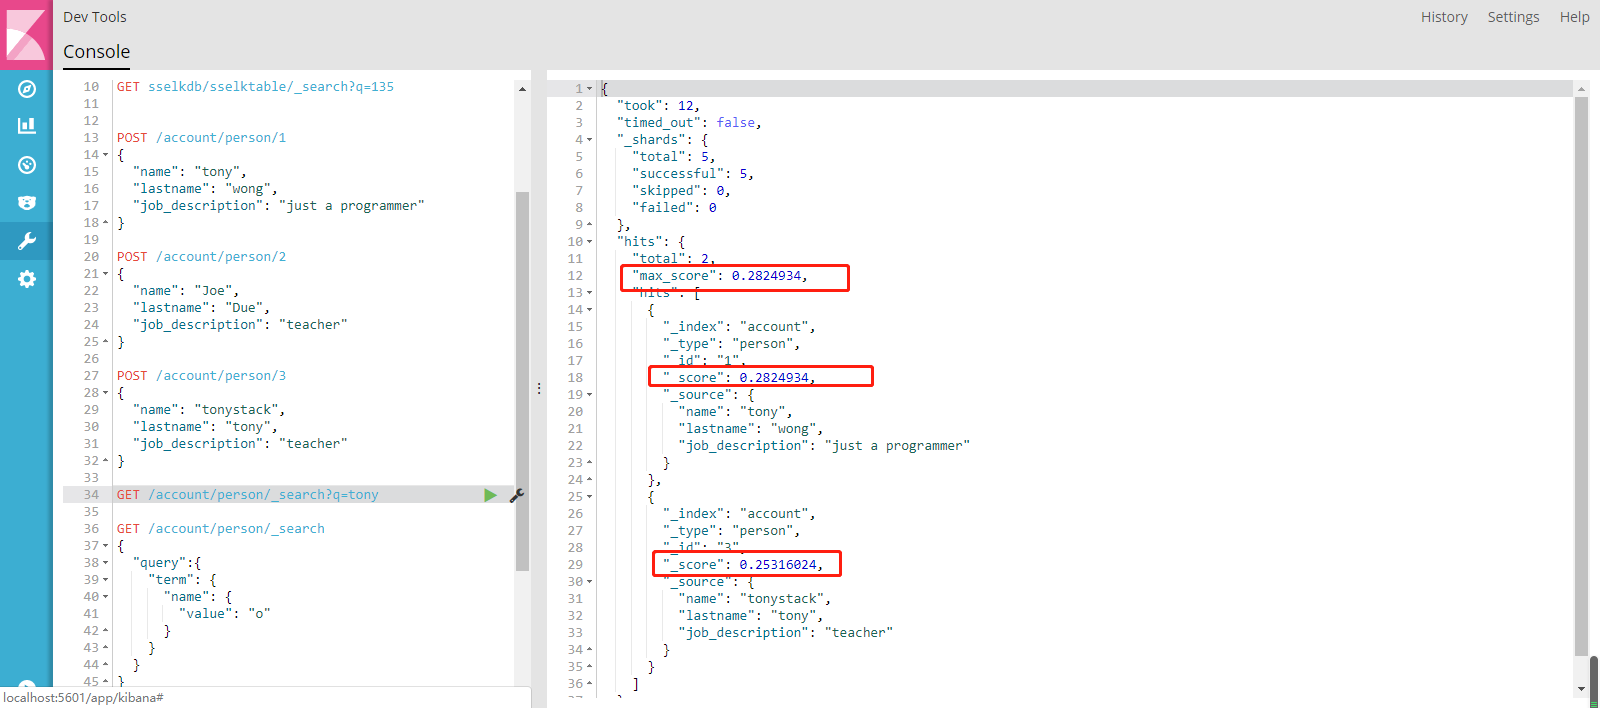 Dev Tools
History Settings Help
Console
10 GET sselkdb/sselktable/_search?q=135
11
12
13 POST /account/person/1
14 {
15 "name": "tony",
16 "lastname": "wong",
17 "job_description": "just a programmer"
18 }
19
20 POST /account/person/2
21 {
22 "name": "Joe",
23 "lastname": "Due",
24 "job_description": "teacher"
25 }
26
27 POST /account/person/3
28 {
29 "name": "tonystack",
30 "lastname": "tony",
31 "job_description": "teacher"
32 }
33
34 GET /account/person/_search?q=tony
35
36 GET /account/person/_search
37 {
38 "query":{
39 "term": {
40 "name": {
41 "value": "o"
42 }
43 }
44 }
45 }
localhost:5601/app/kibana#
1 {
2 "took": 12,
3 "timed_out": false,
4 "_shards": {
5 "total": 5,
6 "successful": 5,
7 "skipped": 0,
8 "failed": 0
9 },
10 "hits": {
11 "total": 2,
12 "max_score": 0.2824934,
13 "hits": [
14 {
15 "_index": "account",
16 "_type": "person",
17 "_id": "1",
18 "_score": 0.2824934,
19 "_source": {
20 "name": "tony",
21 "lastname": "wong",
22 "job_description": "just a programmer"
23 }
24 },
25 {
26 "_index": "account",
27 "_type": "person",
28 "_id": "3",
29 "_score": 0.25316024,
30 "_source": {
31 "name": "tonystack",
32 "lastname": "tony",
33 "job_description": "teacher"
34 }
35 }
36 ]